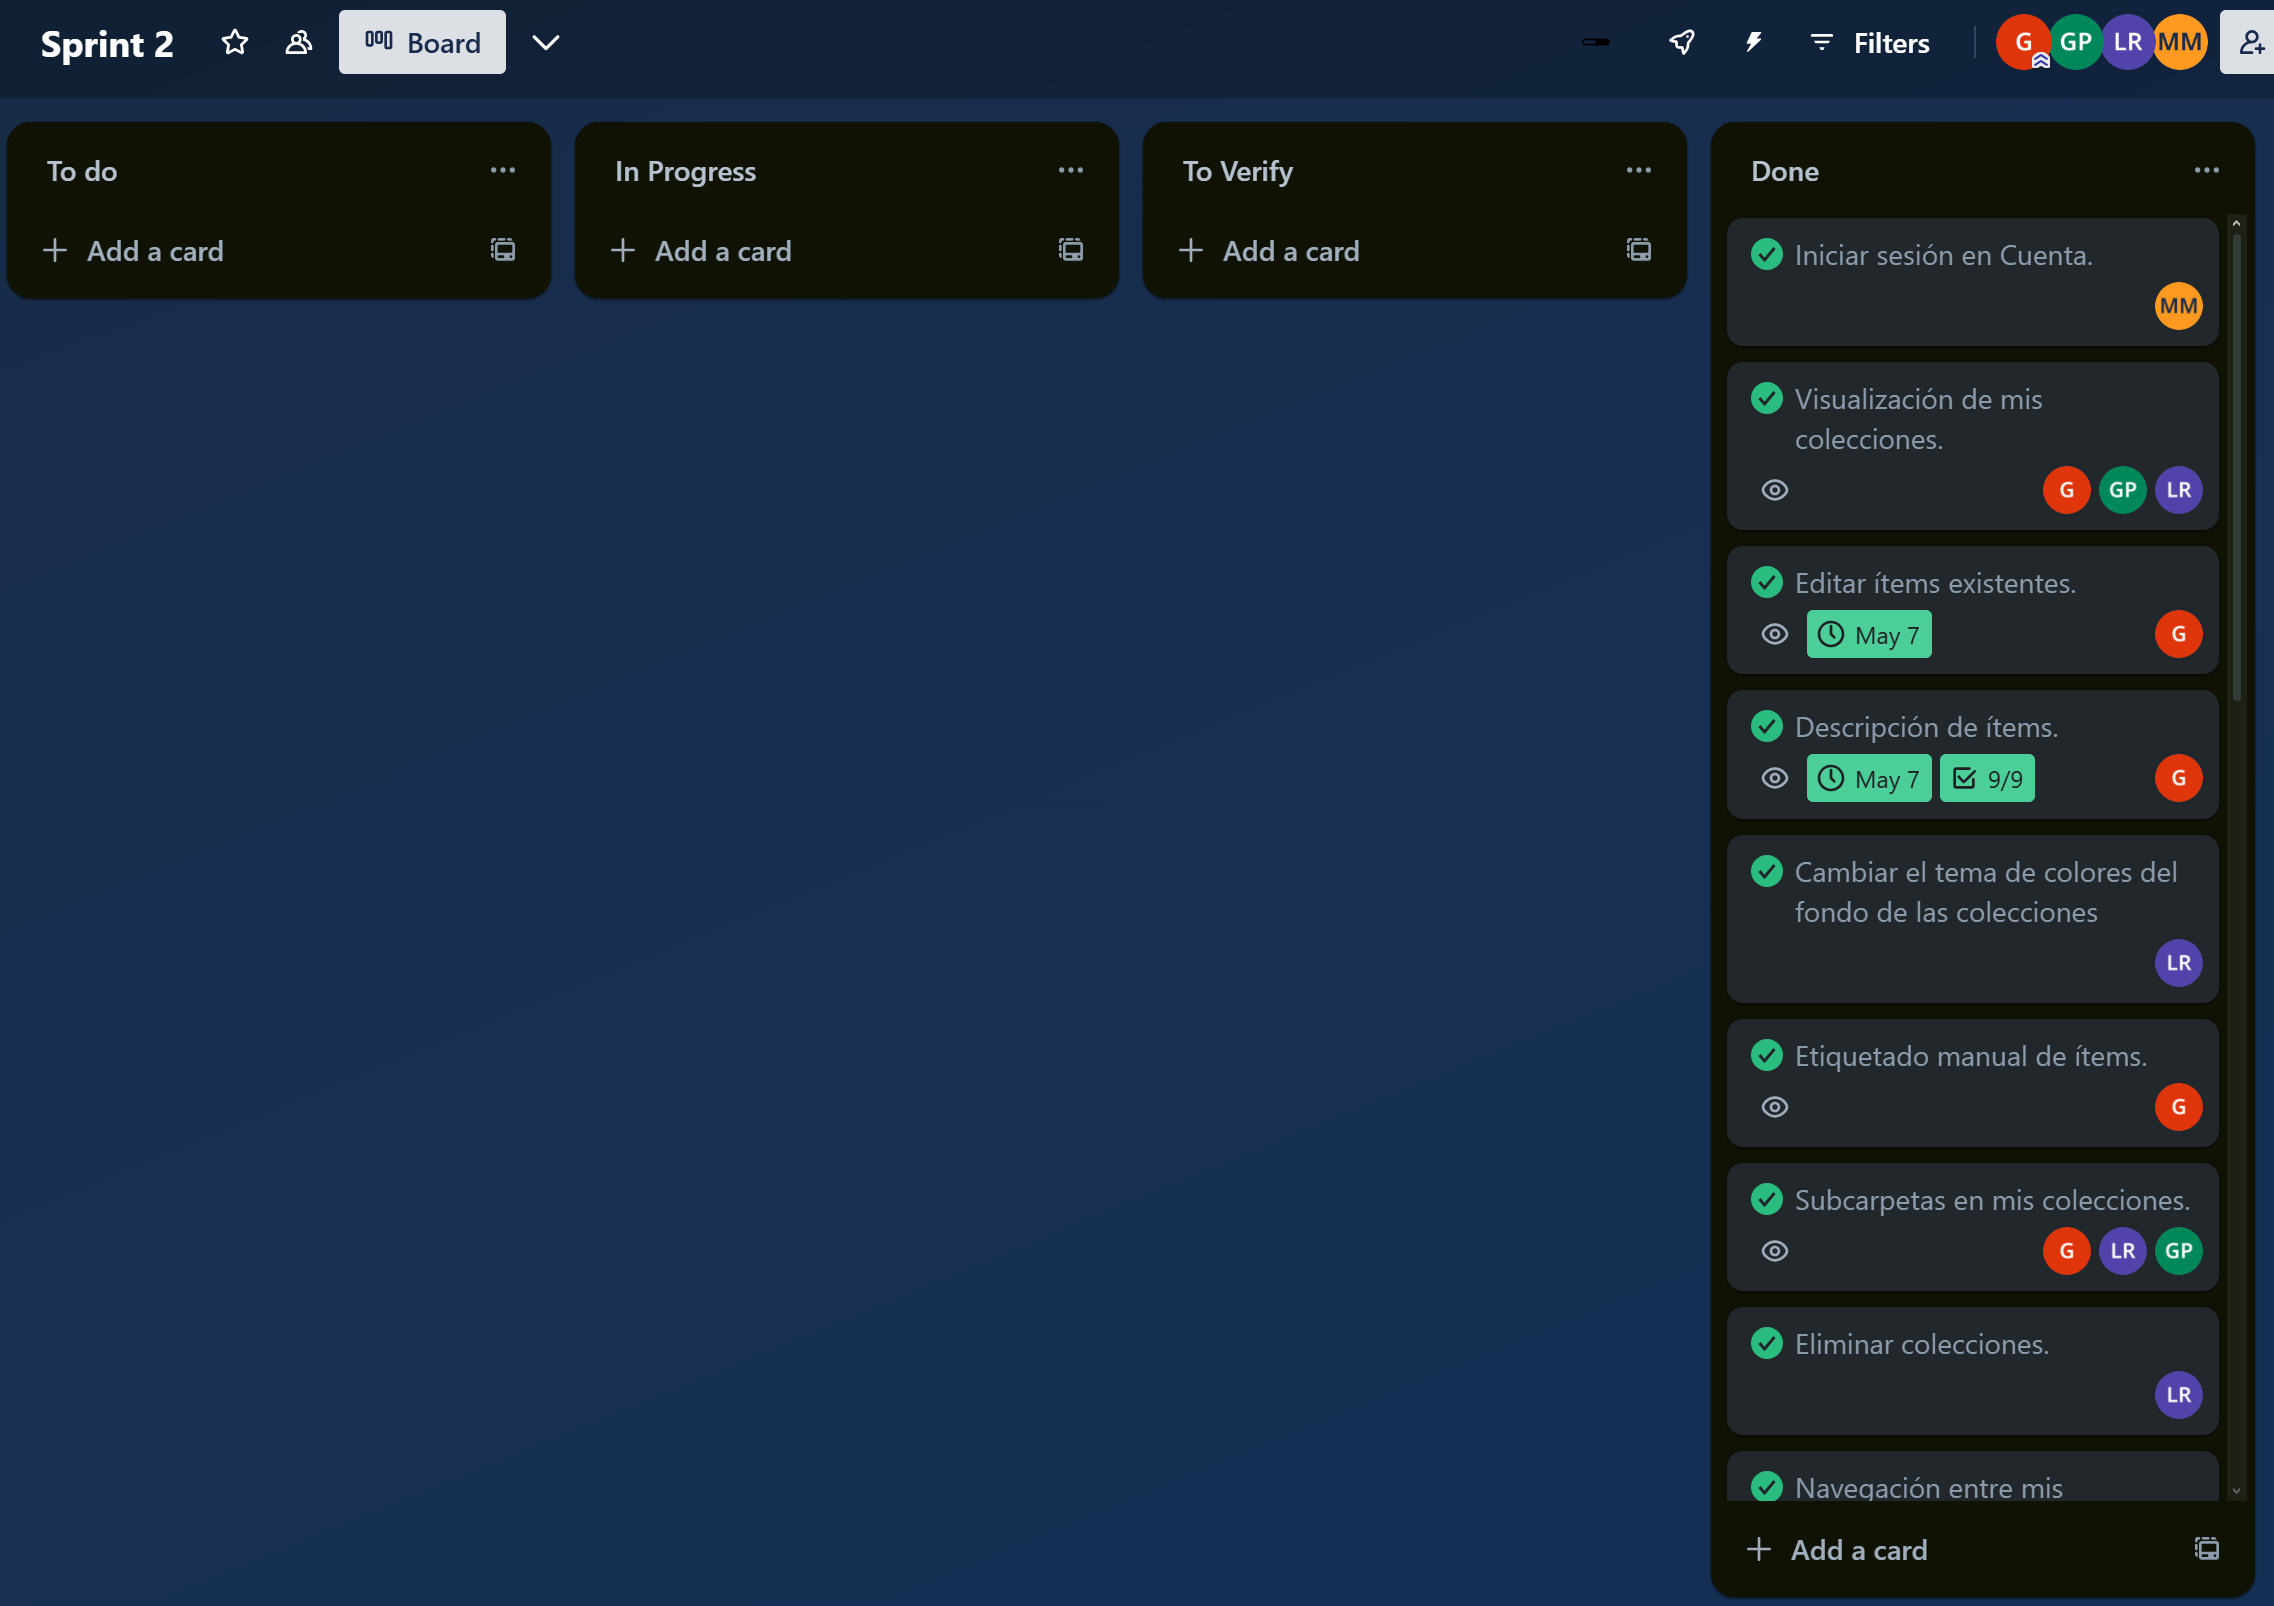 Sprint 2
Board
Filters
G GP LR MM
To do
Add a card
In Progress
Add a card
To Verify
Add a card
Done
Iniciar sesión en Cuenta.
MM
Visualización de mis
colecciones.
G GP LR
Editar ítems existentes.
May 7
G
Descripción de ítems.
May 7 9/9
G
Cambiar el tema de colores del
fondo de las colecciones
LR
Etiquetado manual de ítems.
G
Subcarpetas en mis colecciones.
G LR GP
Eliminar colecciones.
LR
Navegación entre mis
Add a card